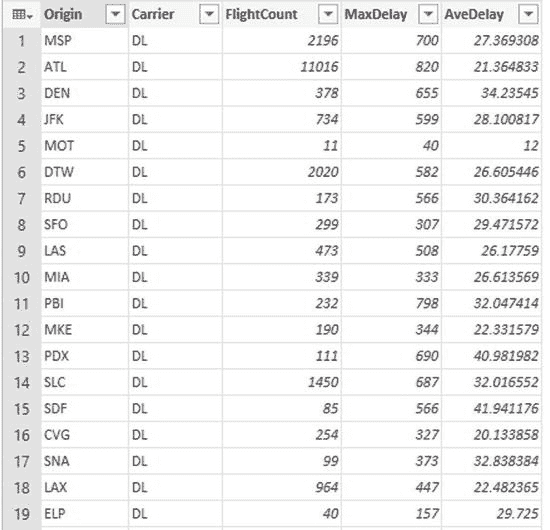 Origin Carrier FlightCount MaxDelay AveDelay
1 MSP DL 2196 700 27.369308
2 ATL DL 11016 820 21.364833
3 DEN DL 378 655 34.23545
4 JFK DL 734 599 28.100817
5 MOT DL 11 40 12
6 DTW DL 2020 582 26.605446
7 RDU DL 173 566 30.364162
8 SFO DL 299 307 29.471572
9 LAS DL 473 508 26.17759
10 MIA DL 339 333 26.613569
11 PBI DL 232 798 32.047414
12 MKE DL 190 344 22.331579
13 PDX DL 111 690 40.981982
14 SLC DL 1450 687 32.016552
15 SDF DL 85 566 41.941176
16 CVG DL 254 327 20.133858
17 SNA DL 99 373 32.838384
18 LAX DL 964 447 22.482365
19 ELP DL 40 157 29.725